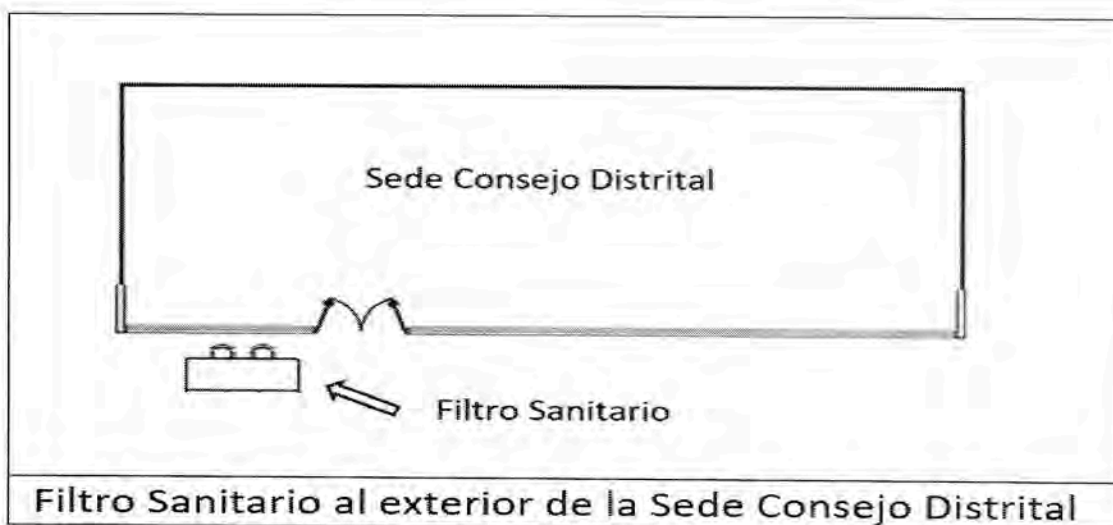 Sede Consejo Distrital
Filtro Sanitario
Filtro Sanitario al exterior de la Sede Consejo Distrital